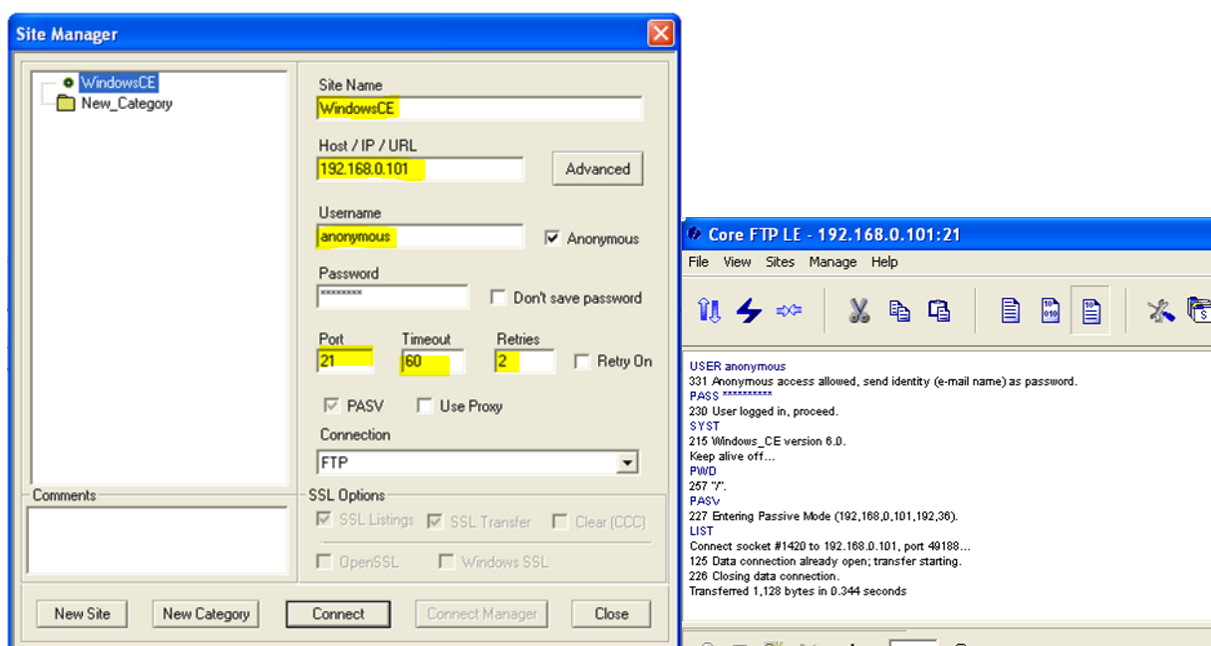 Site Manager
WindowsCE
New_Category
Site Name
WindowsCE
Host / IP / URL
192.168.0.101
Advanced
Username
anonymous
Anonymous
Password
********
Don't save password
Port Timeout Retries
21 60 2
Retry On
PASV
Use Proxy
Connection
FTP
Comments
SSL Options
SSL Listings
SSL Transfer
Clear (CCC)
OpenSSL
Windows SSL
New Site
New Category
Connect
Connect Manager
Close
Core FTP LE - 192.168.0.101:21
File View Sites Manage Help
USER anonymous
331 Anonymous access allowed, send identity (e-mail name) as password.
PASS **********
230 User logged in, proceed.
SYST
215 Windows_CE version 6.0.
Keep alive off...
PWD
257 "/".
PASV
227 Entering Passive Mode (192,168,0,101,192,36).
LIST
Connect socket #1420 to 192.168.0.101, port 49188...
125 Data connection already open; transfer starting.
226 Closing data connection.
Transferred 1,128 bytes in 0.344 seconds